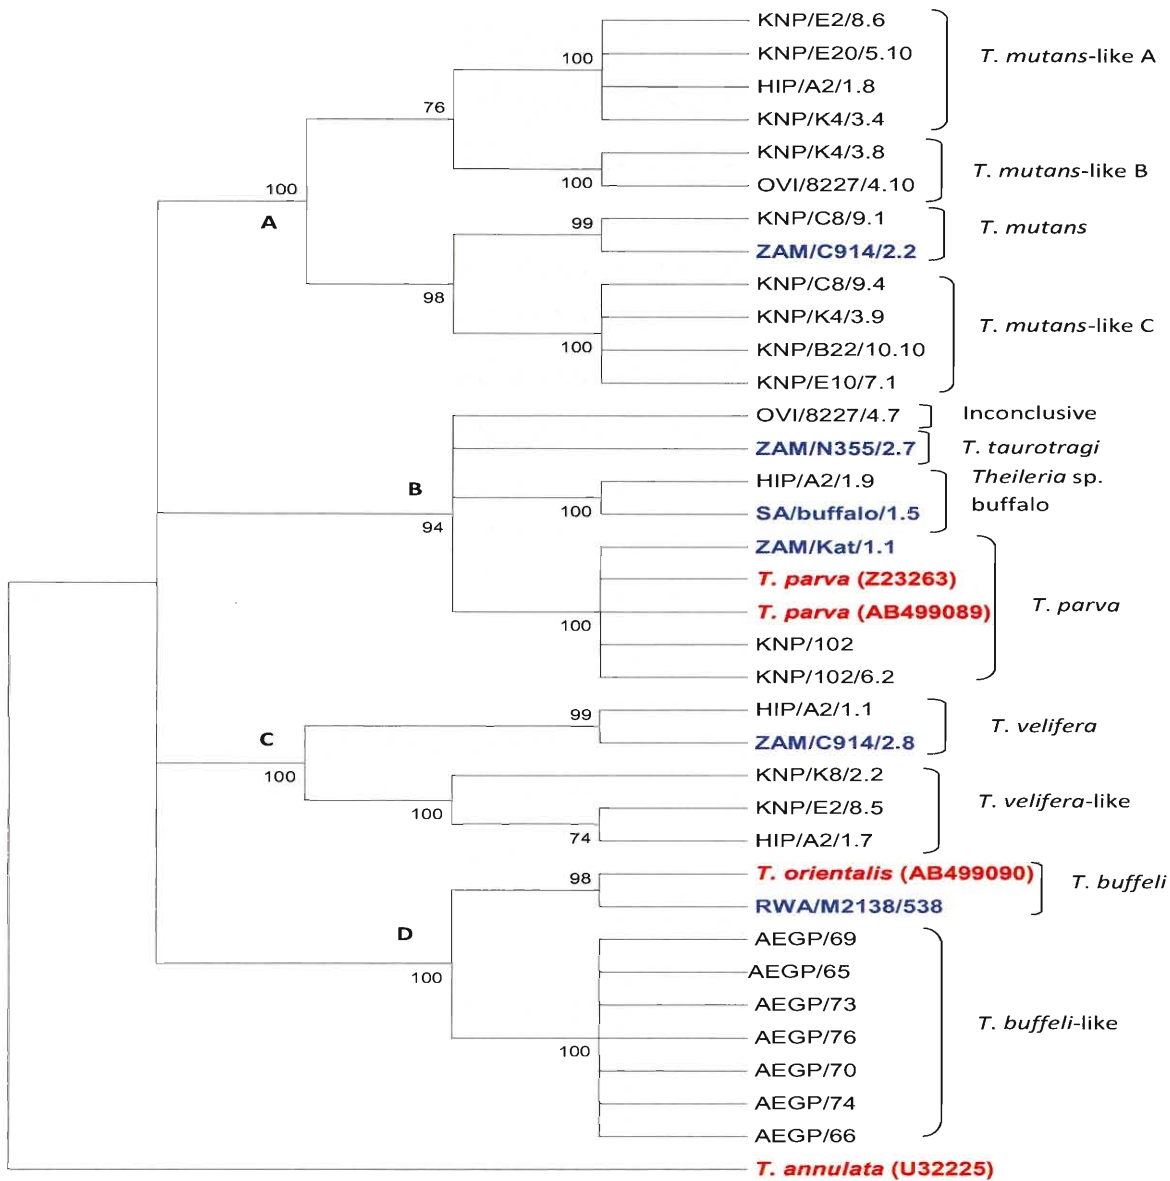 KNP/E2/8.6
KNP/E20/5.10
T. mutans-like A
100
HIP/A2/1.8
76
KNP/K4/3.4
KNP/K4/3.8
T. mutans-like B
100
OVI/8227/4.10
100
A
KNP/C8/9.1
99
T. mutans
ZAM/C914/2.2
KNP/C8/9.4
98
KNP/K4/3.9
T. mutans-like C
100
KNP/B22/10.10
KNP/E10/7.1
OVI/8227/4.7
Inconclusive
ZAM/N355/2.7
T. taurotragi
B
HIP/A2/1.9
Theileria sp.
buffalo
100
SA/buffalo/1.5
94
ZAM/Kat/1.1
T. parva (Z23263)
T. parva
T. parva (AB499089)
100
KNP/102
KNP/102/6.2
HIP/A2/1.1
99
T. velifera
C
ZAM/C914/2.8
100
KNP/K8/2.2
T. velifera-like
100
KNP/E2/8.5
74
HIP/A2/1.7
T. orientalis (AB499090)
98
T. buffeli
RWA/M2138/538
D
AEGP/69
100
AEGP/65
AEGP/73
T. buffeli-like
AEGP/76
100
AEGP/70
AEGP/74
AEGP/66
T. annulata (U32225)